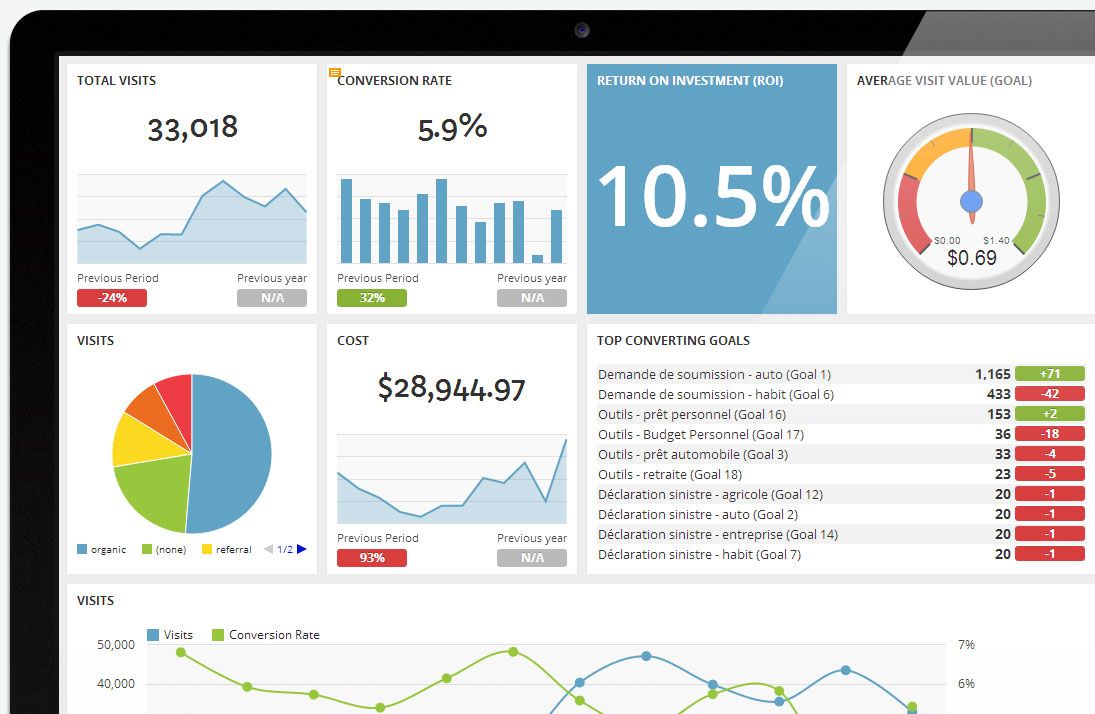 TOTAL VISITS
33,018
Previous Period
Previous year
-24%
N/A
CONVERSION RATE
5.9%
Previous Period
Previous year
32%
N/A
RETURN ON INVESTMENT (ROI)
10.5%
AVERAGE VISIT VALUE (GOAL)
$0.00
$1.40
$0.69
VISITS
organic
(none)
referral
1/2
COST
$28,944.97
Previous Period
Previous year
93%
N/A
TOP CONVERTING GOALS
Demande de soumission - auto (Goal 1) 1,165 +71
Demande de soumission - habit (Goal 6) 433 -42
Outils - prêt personnel (Goal 16) 153 +2
Outils - Budget Personnel (Goal 17) 36 -18
Outils - prêt automobile (Goal 3) 33 -4
Outils - retraite (Goal 18) 23 -5
Déclaration sinistre - agricole (Goal 12) 20 -1
Déclaration sinistre - auto (Goal 2) 20 -1
Déclaration sinistre - entreprise (Goal 14) 20 -1
Déclaration sinistre - habit (Goal 7) 20 -1
VISITS
Visits
Conversion Rate
50,000
7%
40,000
6%